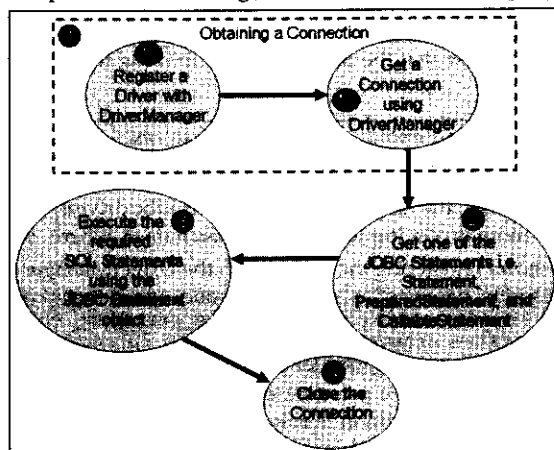 Obtaining a Connection
Register a
Driver with
DriverManager
Get a
Connection
using
DriverManager
Execute the
required
SQL Statements
using the
JDBC Statement
object
Get one of the
JDBC Statements i.e.
Statement,
PreparedStatement, and
CallableStatement
Close the
Connection